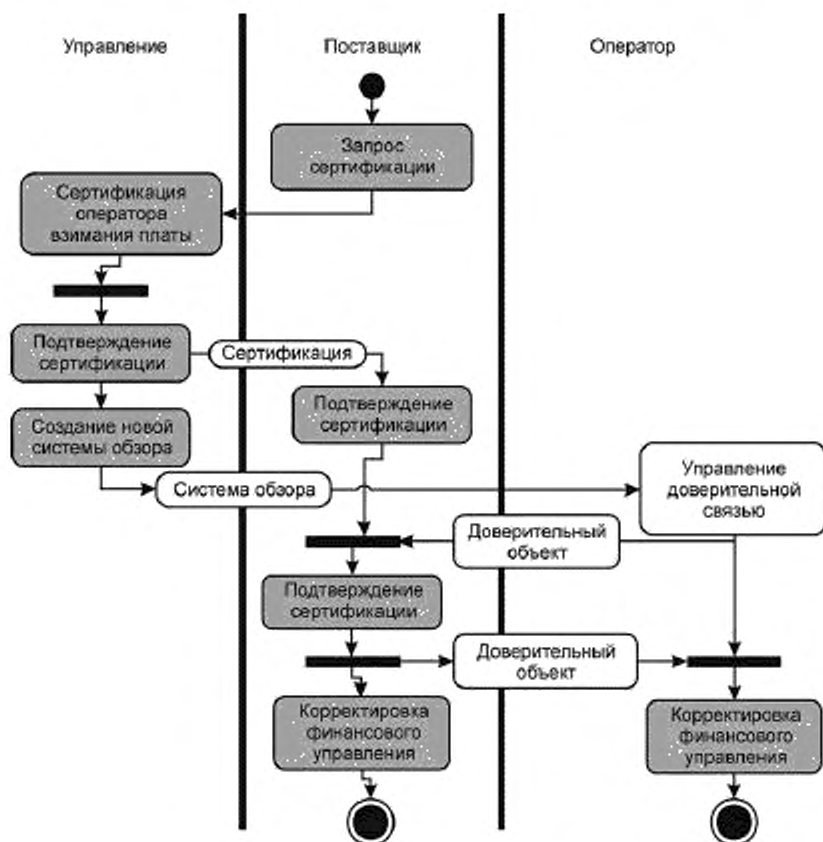 Управление
Поставщик
Оператор
Запрос
сертификации
Сертификация
оператора
взимания платы
Подтверждение
сертификации
Сертификация
Подтверждение
сертификации
Создание новой
системы обзора
Система обзора
Управление
доверительной
связью
Доверительный
объект
Подтверждение
сертификации
Доверительный
объект
Корректировка
финансового
управления
Корректировка
финансового
управления